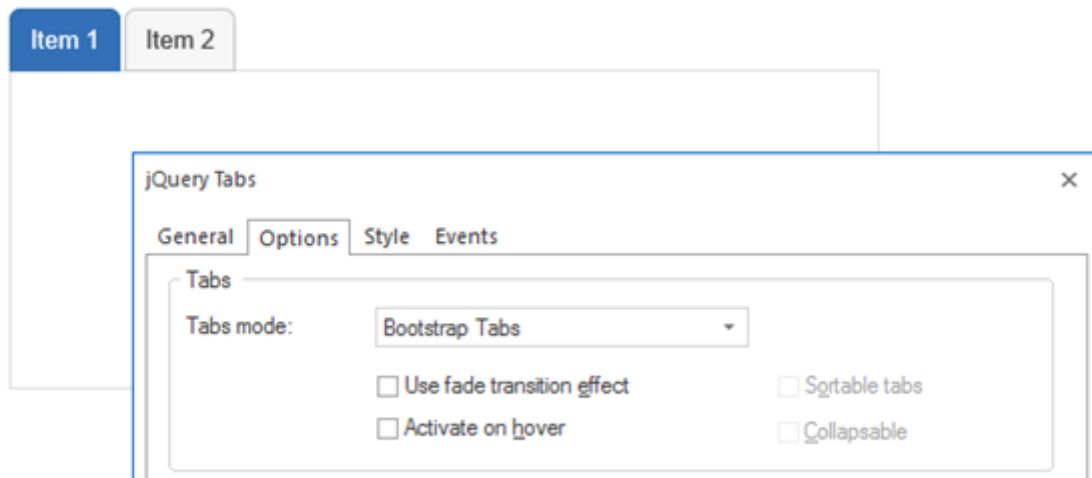 Item 1 Item 2
jQuery Tabs
General Options Style Events
Tabs
Tabs mode: Bootstrap Tabs
Use fade transition effect Sortable tabs
Activate on hover Collapsable